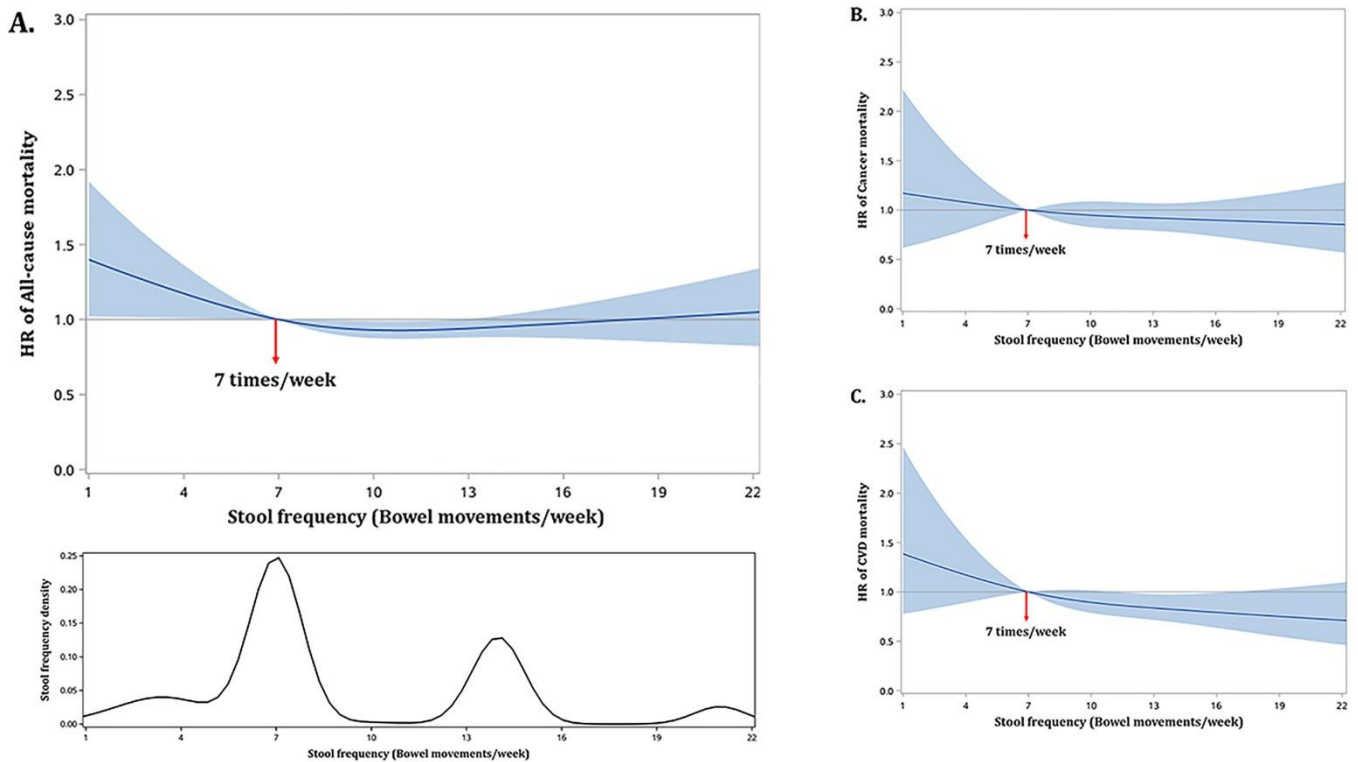 A.
3.0
2.5
2.0
1.5
1.0
0.5
0.0
HR of All-cause mortality
7 times/week
1 4 7 10 13 16 19 22
Stool frequency (Bowel movements/week)
0.25
0.20
0.15
0.10
0.05
0.00
Stool frequency density
1 4 7 10 13 16 19 22
Stool frequency (Bowel movements/week)
B.
3.0
2.5
2.0
1.5
1.0
0.5
0.0
HR of Cancer mortality
7 times/week
1 4 7 10 13 16 19 22
Stool frequency (Bowel movements/week)
C.
3.0
2.5
2.0
1.5
1.0
0.5
0.0
HR of CVD mortality
7 times/week
1 4 7 10 13 16 19 22
Stool frequency (Bowel movements/week)